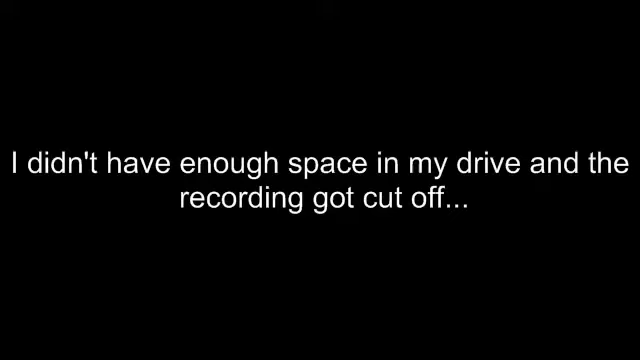 I didn't have enough space in my drive and the
recording got cut off...